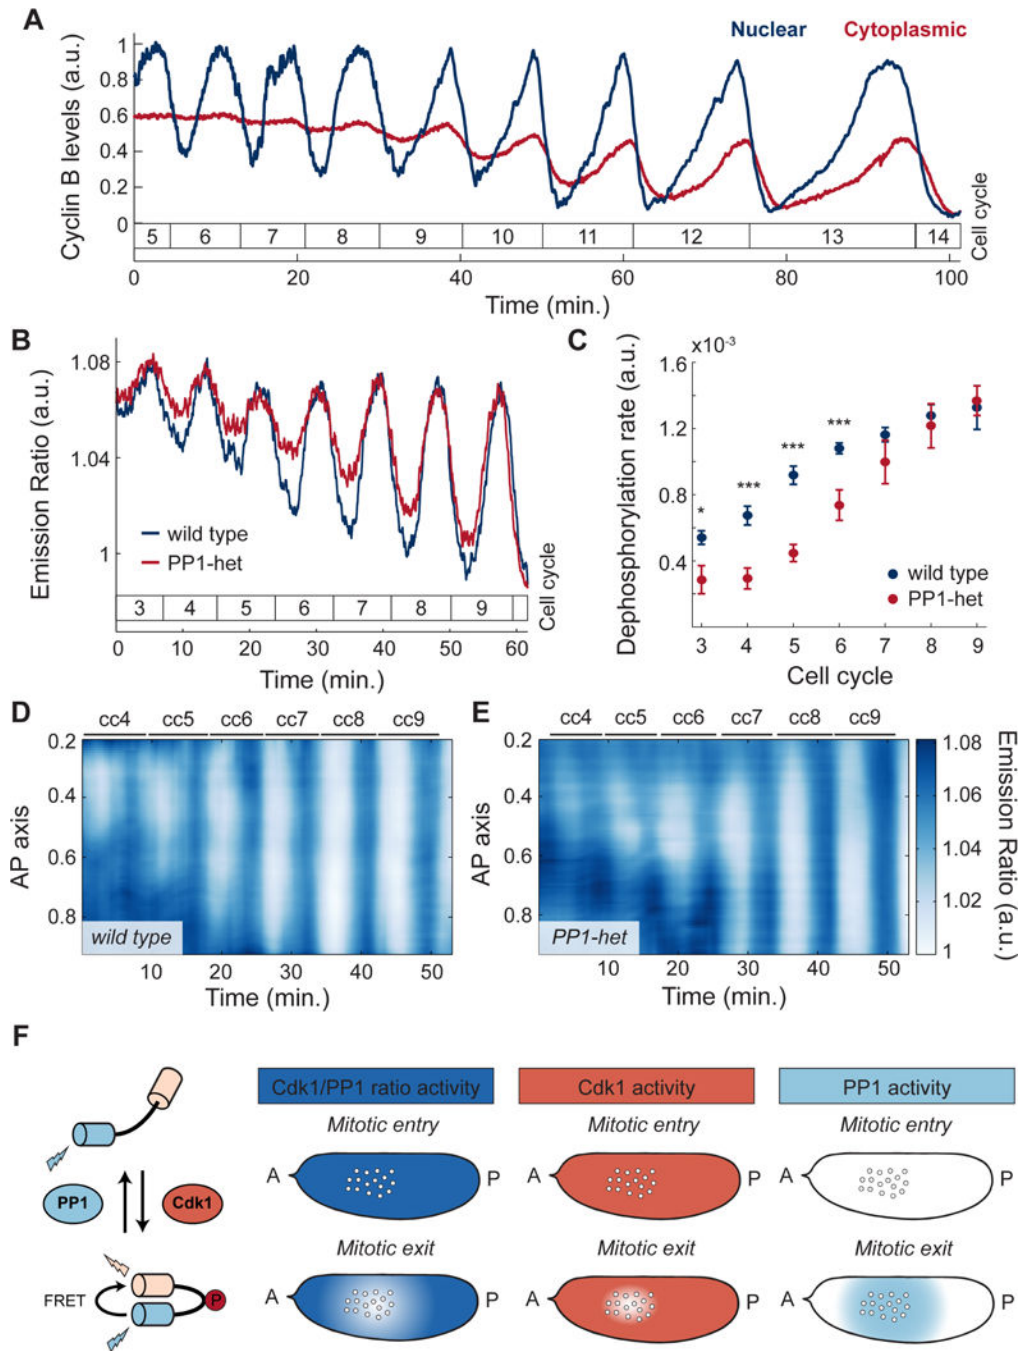 A
Nuclear Cytoplasmic
Cyclin B levels (a.u.)
1
0.8
0.6
0.4
0.2
0
5 6 7 8 9 10 11 12 13 14
Cell cycle
0 20 40 60 80 100
Time (min.)
B
Emission Ratio (a.u.)
1.08
1.04
1
wild type
PP1-het
3 4 5 6 7 8 9
Cell cycle
0 10 20 30 40 50 60
Time (min.)
C
x10-3
Dephosphorylation rate (a.u.)
1.6
1.2
0.8
0.4
* *** *** ***
wild type
PP1-het
3 4 5 6 7 8 9
Cell cycle
D
cc4 cc5 cc6 cc7 cc8 cc9
AP axis
0.2
0.4
0.6
0.8
wild type
10 20 30 40 50
Time (min.)
E
cc4 cc5 cc6 cc7 cc8 cc9
AP axis
0.2
0.4
0.6
0.8
PP1-het
10 20 30 40 50
Time (min.)
1.08
1.06
1.04
1.02
1
Emission Ratio (a.u.)
F
PP1
Cdk1
FRET
P
Cdk1/PP1 ratio activity
Mitotic entry
A P
Mitotic exit
A P
Cdk1 activity
Mitotic entry
A P
Mitotic exit
A P
PP1 activity
Mitotic entry
A P
Mitotic exit
A P